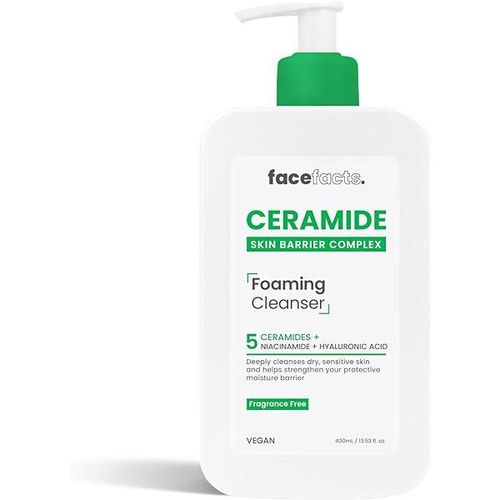 facefacts.
CERAMIDE
SKIN BARRIER COMPLEX
Foaming
Cleanser
5 CERAMIDES +
NIACINAMIDE + HYALURONIC ACID
Deeply cleanses dry, sensitive skin
and helps strengthen your protective
moisture barrier
Fragrance Free
VEGAN 400mL / 13.53 fl. oz.